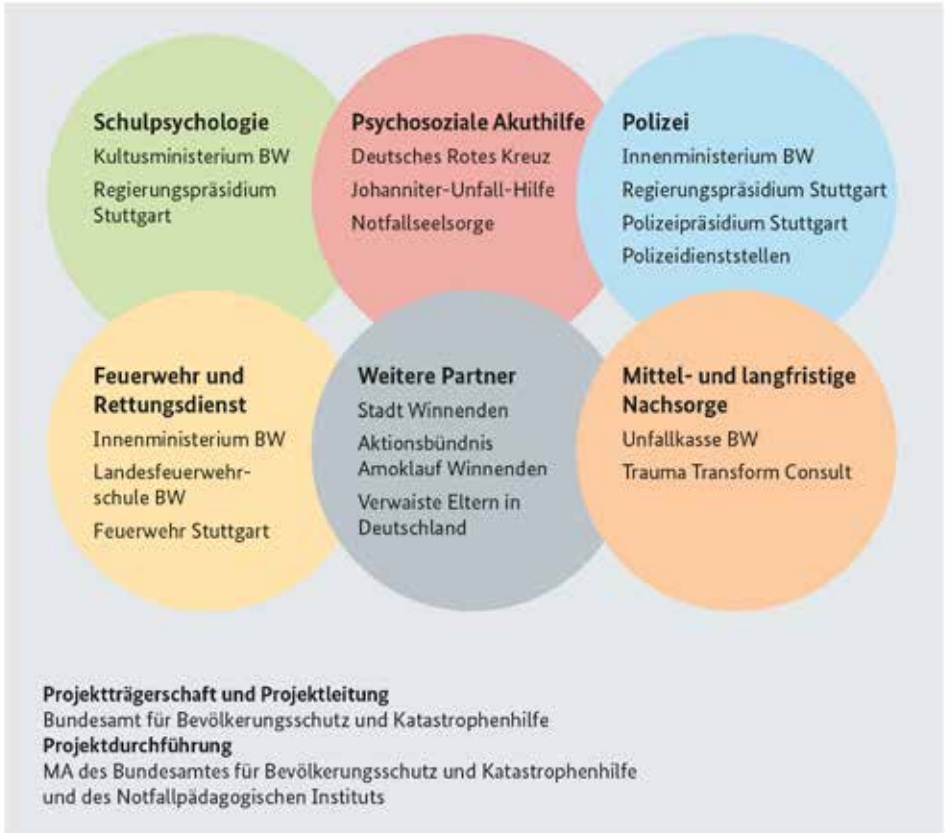 Schulpsychologie
Kultusministerium BW
Regierungspräsidium
Stuttgart
Psychosoziale Akuthilfe
Deutsches Rotes Kreuz
Johanniter-Unfall-Hilfe
Notfallseelsorge
Polizei
Innenministerium BW
Regierungspräsidium Stuttgart
Polizeipräsidium Stuttgart
Polizeidienststellen
Feuerwehr und
Rettungsdienst
Innenministerium BW
Landesfeuerwehr-
schule BW
Feuerwehr Stuttgart
Weitere Partner
Stadt Winnenden
Aktionsbündnis
Amoklauf Winnenden
Verwaiste Eltern in
Deutschland
Mittel- und langfristige
Nachsorge
Unfallkasse BW
Trauma Transform Consult
Projektträgerschaft und Projektleitung
Bundesamt für Bevölkerungsschutz und Katastrophenhilfe
Projektdurchführung
MA des Bundesamtes für Bevölkerungsschutz und Katastrophenhilfe
und des Notfallpädagogischen Instituts